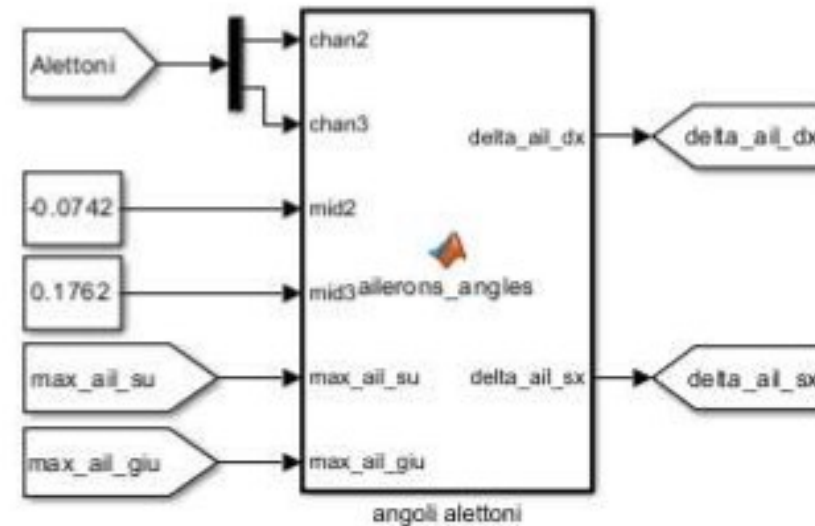 Alettoni
chan2
chan3
delta_ail_dx
delta_ail_dx
-0.0742
mid2
0.1762
mid3
ailerons_angles
max_ail_su
max_ail_su
delta_ail_sx
delta_ail_sx
max_ail_giu
max_ail_giu
angoli alettoni